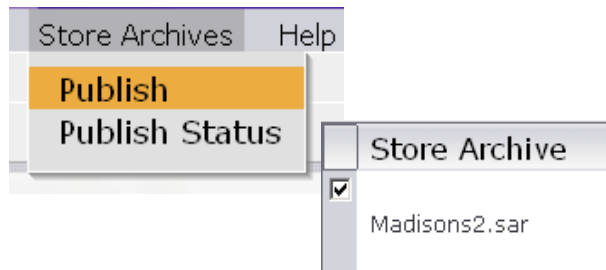 Store Archives Help
Publish
Publish Status
Store Archive
Madisons2.sar